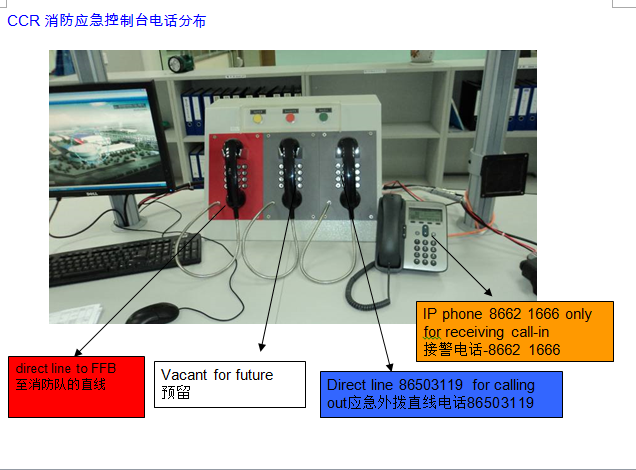 CCR 消防应急控制台电话分布
DELL
IP phone 8662 1666 only
for receiving call-in
接警电话-8662 1666
direct line to FFB
至消防队的直线
Vacant for future
预留
Direct line 86503119 for calling
out应急外拨直线电话86503119